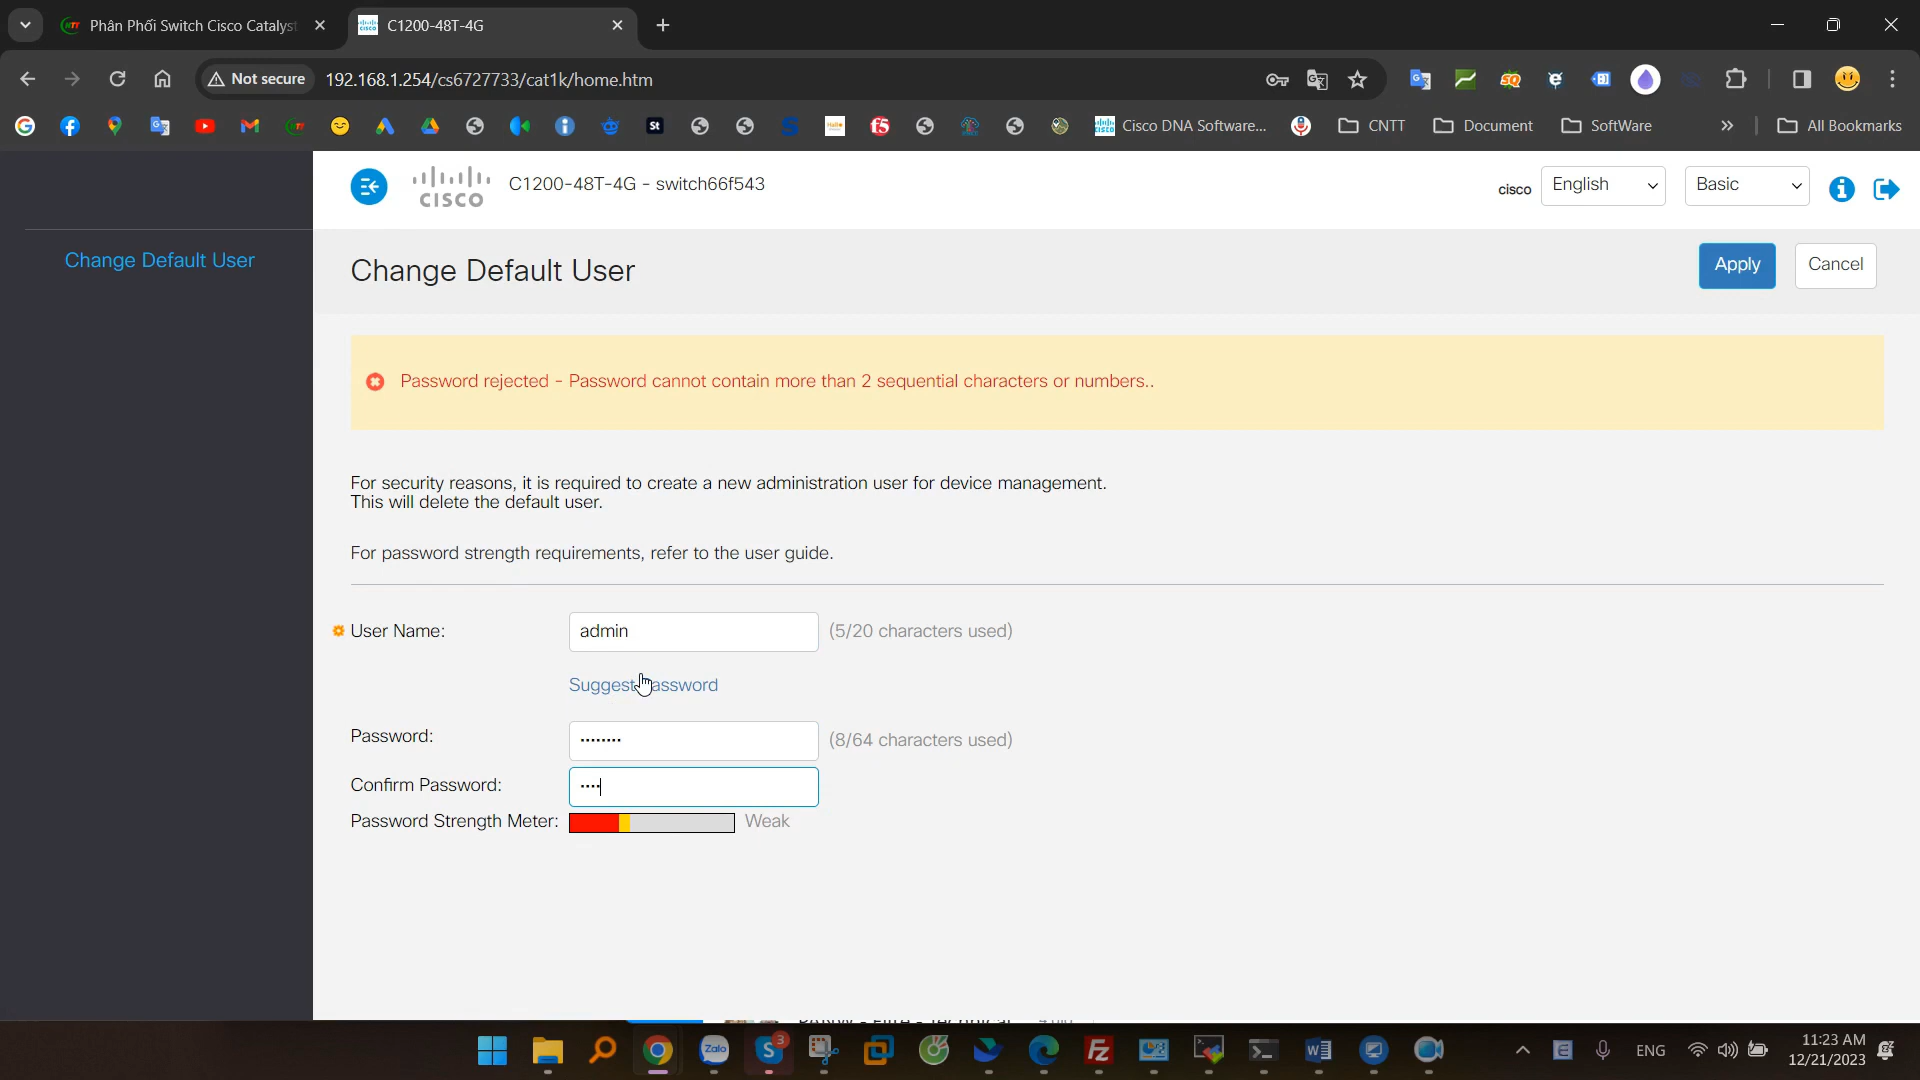 Phân Phối Switch Cisco Catalyst
C1200-48T-4G
Not secure
192.168.1.254/cs6727733/cat1k/home.htm
Cisco DNA Software...
CNTT
Document
SoftWare
All Bookmarks
cisco
C1200-48T-4G - switch66f543
cisco
English
Basic
Change Default User
Change Default User
Apply
Cancel
Password rejected - Password cannot contain more than 2 sequential characters or numbers..
For security reasons, it is required to create a new administration user for device management.
This will delete the default user.
For password strength requirements, refer to the user guide.
User Name:
admin
(5/20 characters used)
Suggest Password
Password:
(8/64 characters used)
Confirm Password:
Password Strength Meter:
Weak
Zalo
3
ENG
11:23 AM
12/21/2023